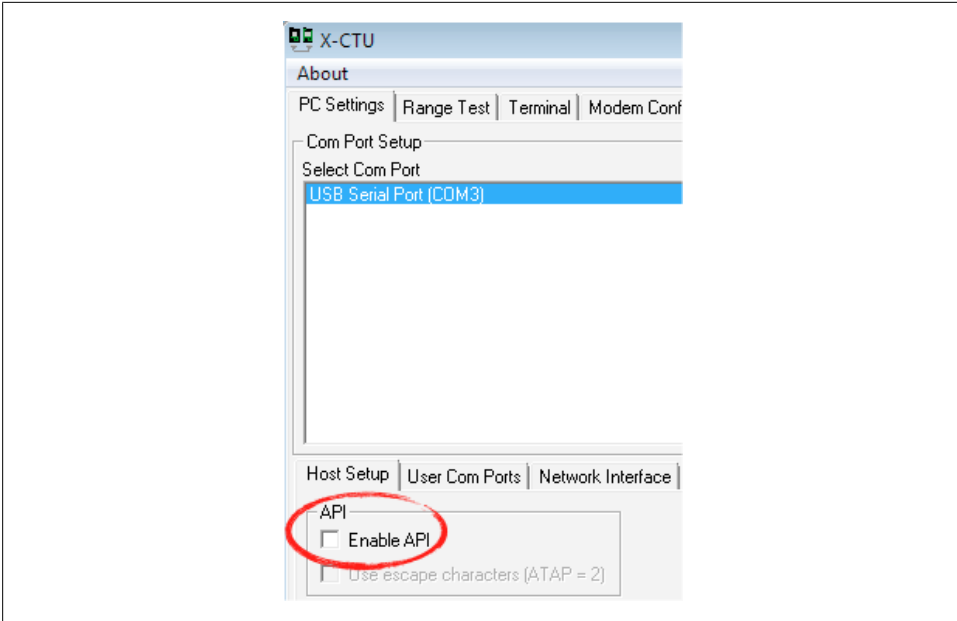 X-CTU
About
PC Settings Range Test Terminal Modem Conf
Com Port Setup
Select Com Port
USB Serial Port (COM3)
Host Setup User Com Ports Network Interface
API
Enable API
Use escape characters (ATAP = 2)